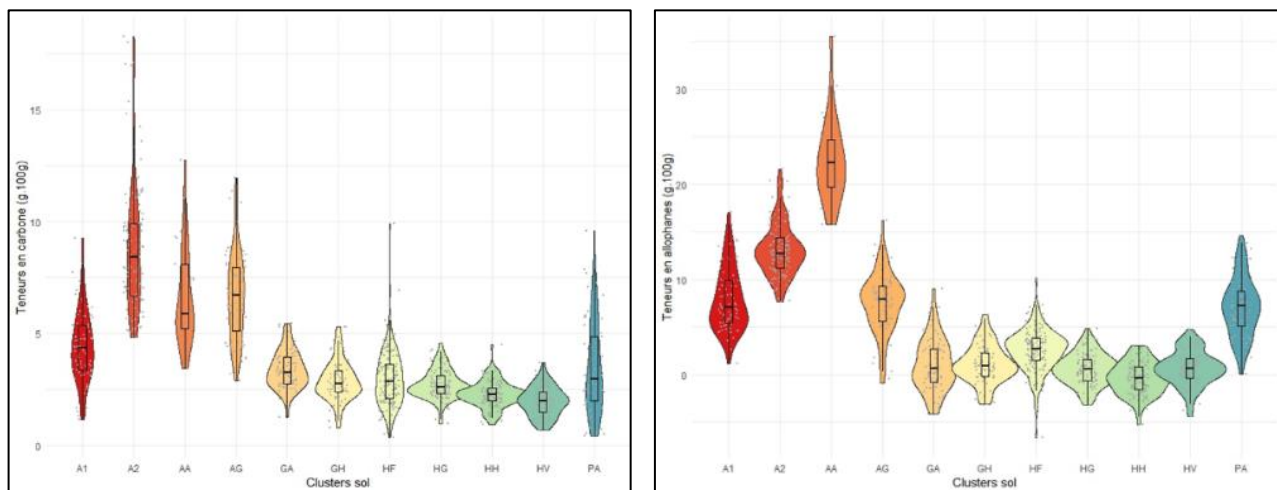 Teneurs en carbone (g.100g)
15
10
5
0
A1 A2 AA AG GA GH HF HG HH HV PA
Clusters sol
Teneurs en allophanes (g.100g)
30
20
10
0
A1 A2 AA AG GA GH HF HG HH HV PA
Clusters sol